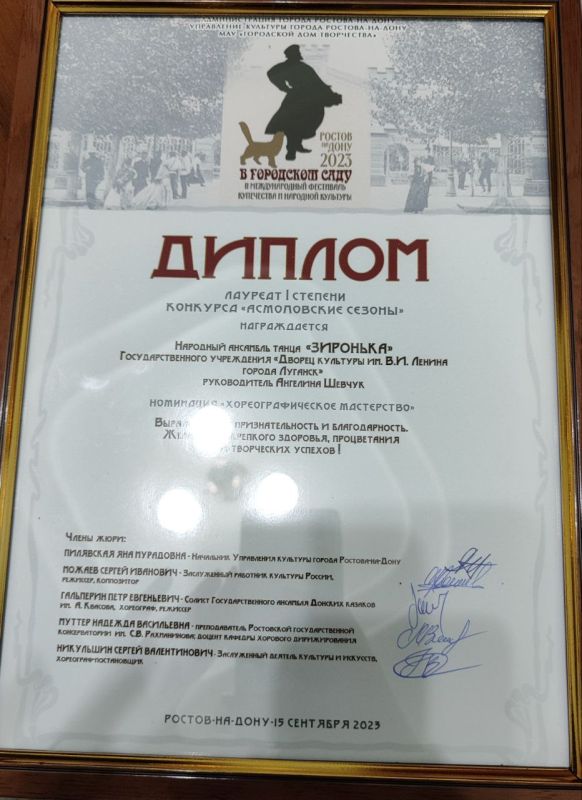 АДМИНИСТРАЦИЯ ГОРОДА РОСТОВА-НА-ДОНУ
УПРАВЛЕНИЕ КУЛЬТУРЫ ГОРОДА РОСТОВА-НА-ДОНУ
МАУ «ГОРОДСКОЙ ДОМ ТВОРЧЕСТВА»
РОСТОВ
НА ДОНУ
2023
В ГОРОДСКОМ САДУ
II МЕЖДУНАРОДНЫЙ ФЕСТИВАЛЬ
КУПЕЧЕСТВА И НАРОДНОЙ КУЛЬТУРЫ
ДИПЛОМ
ЛАУРЕАТ I СТЕПЕНИ
КОНКУРСА «АСМОЛОВСКИЕ СЕЗОНЫ»
НАГРАЖДАЕТСЯ
НАРОДНЫЙ АНСАМБЛЬ ТАНЦА «ЗИРОНЬКА»
ГОСУДАРСТВЕННОГО УЧРЕЖДЕНИЯ «ДВОРЕЦ КУЛЬТУРЫ ИМ. В.И. ЛЕНИНА
ГОРОДА ЛУГАНСК»
РУКОВОДИТЕЛЬ АНГЕЛИНА ШЕВЧУК
НОМИНАЦИЯ «ХОРЕОГРАФИЧЕСКОЕ МАСТЕРСТВО»
ПРИЗНАТЕЛЬНОСТЬ И БЛАГОДАРНОСТЬ.
КРЕПКОГО ЗДОРОВЬЯ, ПРОЦВЕТАНИЯ
ТВОРЧЕСКИХ УСПЕХОВ!
ЧЛЕНЫ ЖЮРИ:
ПИЛЯВСКАЯ ЯНА МУРАДОВНА - НАЧАЛЬНИК УПРАВЛЕНИЯ КУЛЬТУРЫ ГОРОДА РОСТОВА-НА-ДОНУ
МОЖАЕВ СЕРГЕЙ ИВАНОВИЧ - ЗАСЛУЖЕННЫЙ РАБОТНИК КУЛЬТУРЫ РОССИИ,
РЕЖИССЕР, КОМПОЗИТОР
ГАЛЬПЕРИН ПЕТР ЕВГЕНЬЕВИЧ - СОЛИСТ ГОСУДАРСТВЕННОГО АНСАМБЛЯ ДОНСКИХ КАЗАКОВ
ИМ. А. КВАСОВА, ХОРЕОГРАФ, РЕЖИССЕР
МУТТЕР НАДЕЖДА ВАСИЛЬЕВНА - ПРЕПОДАВАТЕЛЬ РОСТОВСКОЙ ГОСУДАРСТВЕННОЙ
КОНСЕРВАТОРИИ ИМ. С.В. РАХМАНИНОВА; ДОЦЕНТ КАФЕДРЫ ХОРОВОГО ДИРИЖИРОВАНИЯ
НИКУЛЬШИН СЕРГЕЙ ВАЛЕНТИНОВИЧ - ЗАСЛУЖЕННЫЙ ДЕЯТЕЛЬ КУЛЬТУРЫ И ИСКУССТВ,
ХОРЕОГРАФ-ПОСТАНОВЩИК
РОСТОВ-НА-ДОНУ-15 СЕНТЯБРЯ 2023